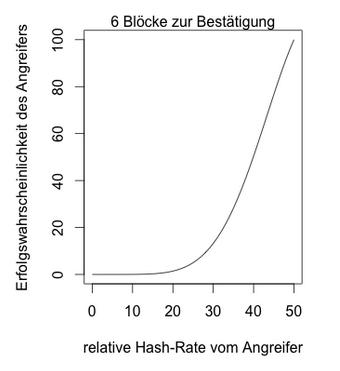 6 Blöcke zur Bestätigung
Erfolgswahrscheinlichkeit des Angreifers
100
80
60
40
20
0
0 10 20 30 40 50
relative Hash-Rate vom Angreifer